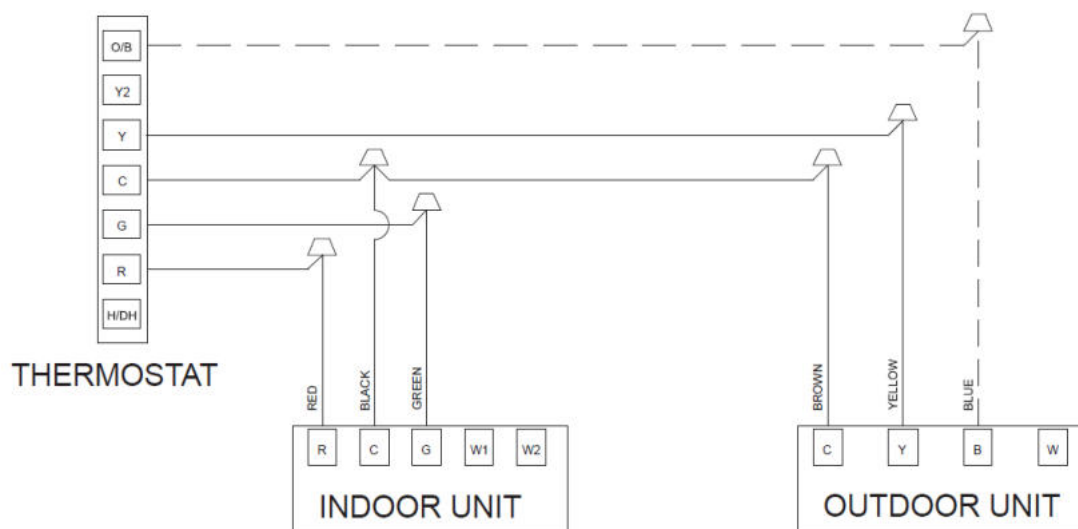 O/B
Y2
Y
C
G
R
H/DH
THERMOSTAT
RED
BLACK
GREEN
BROWN
YELLOW
BLUE
R C G W1 W2
C Y B W
INDOOR UNIT
OUTDOOR UNIT